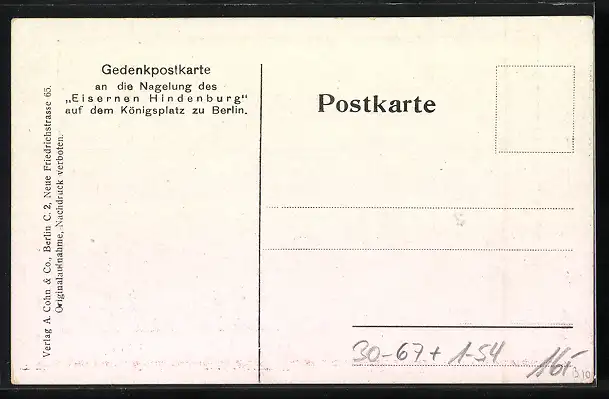 Gedenkpostkarte
an die Nagelung des
„Eisernen Hindenburg“
auf dem Königsplatz zu Berlin.
Postkarte
Verlag A. Cohn & Co., Berlin C. 2, Neue Friedrichstrasse 65.
Originalaufnahme, Nachdruck verboten.
30-67+1-54
16,-